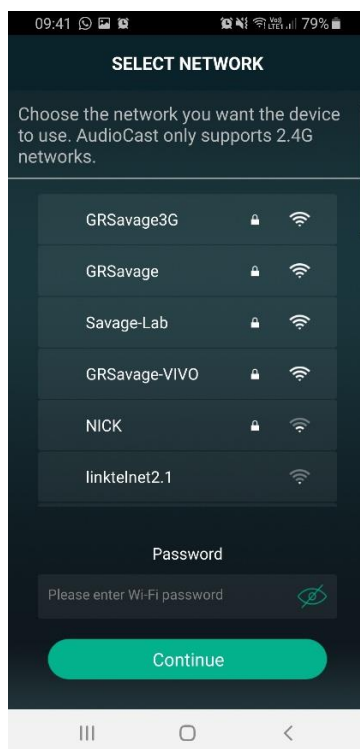 09:41 79%
SELECT NETWORK
Choose the network you want the device
to use. AudioCast only supports 2.4G
networks.
GRSavage3G
GRSavage
Savage-Lab
GRSavage-VIVO
NICK
linktelnet2.1
Password
Please enter Wi-Fi password
Continue